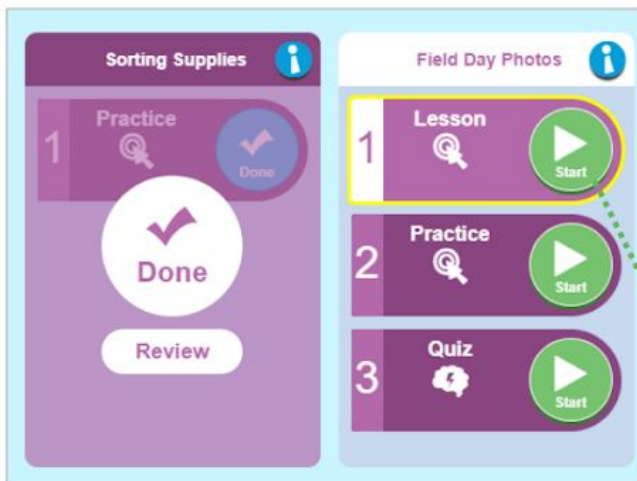 Sorting Supplies
1
Practice
Done
Done
Review
Field Day Photos
1
Lesson
Start
2
Practice
Start
3
Quiz
Start